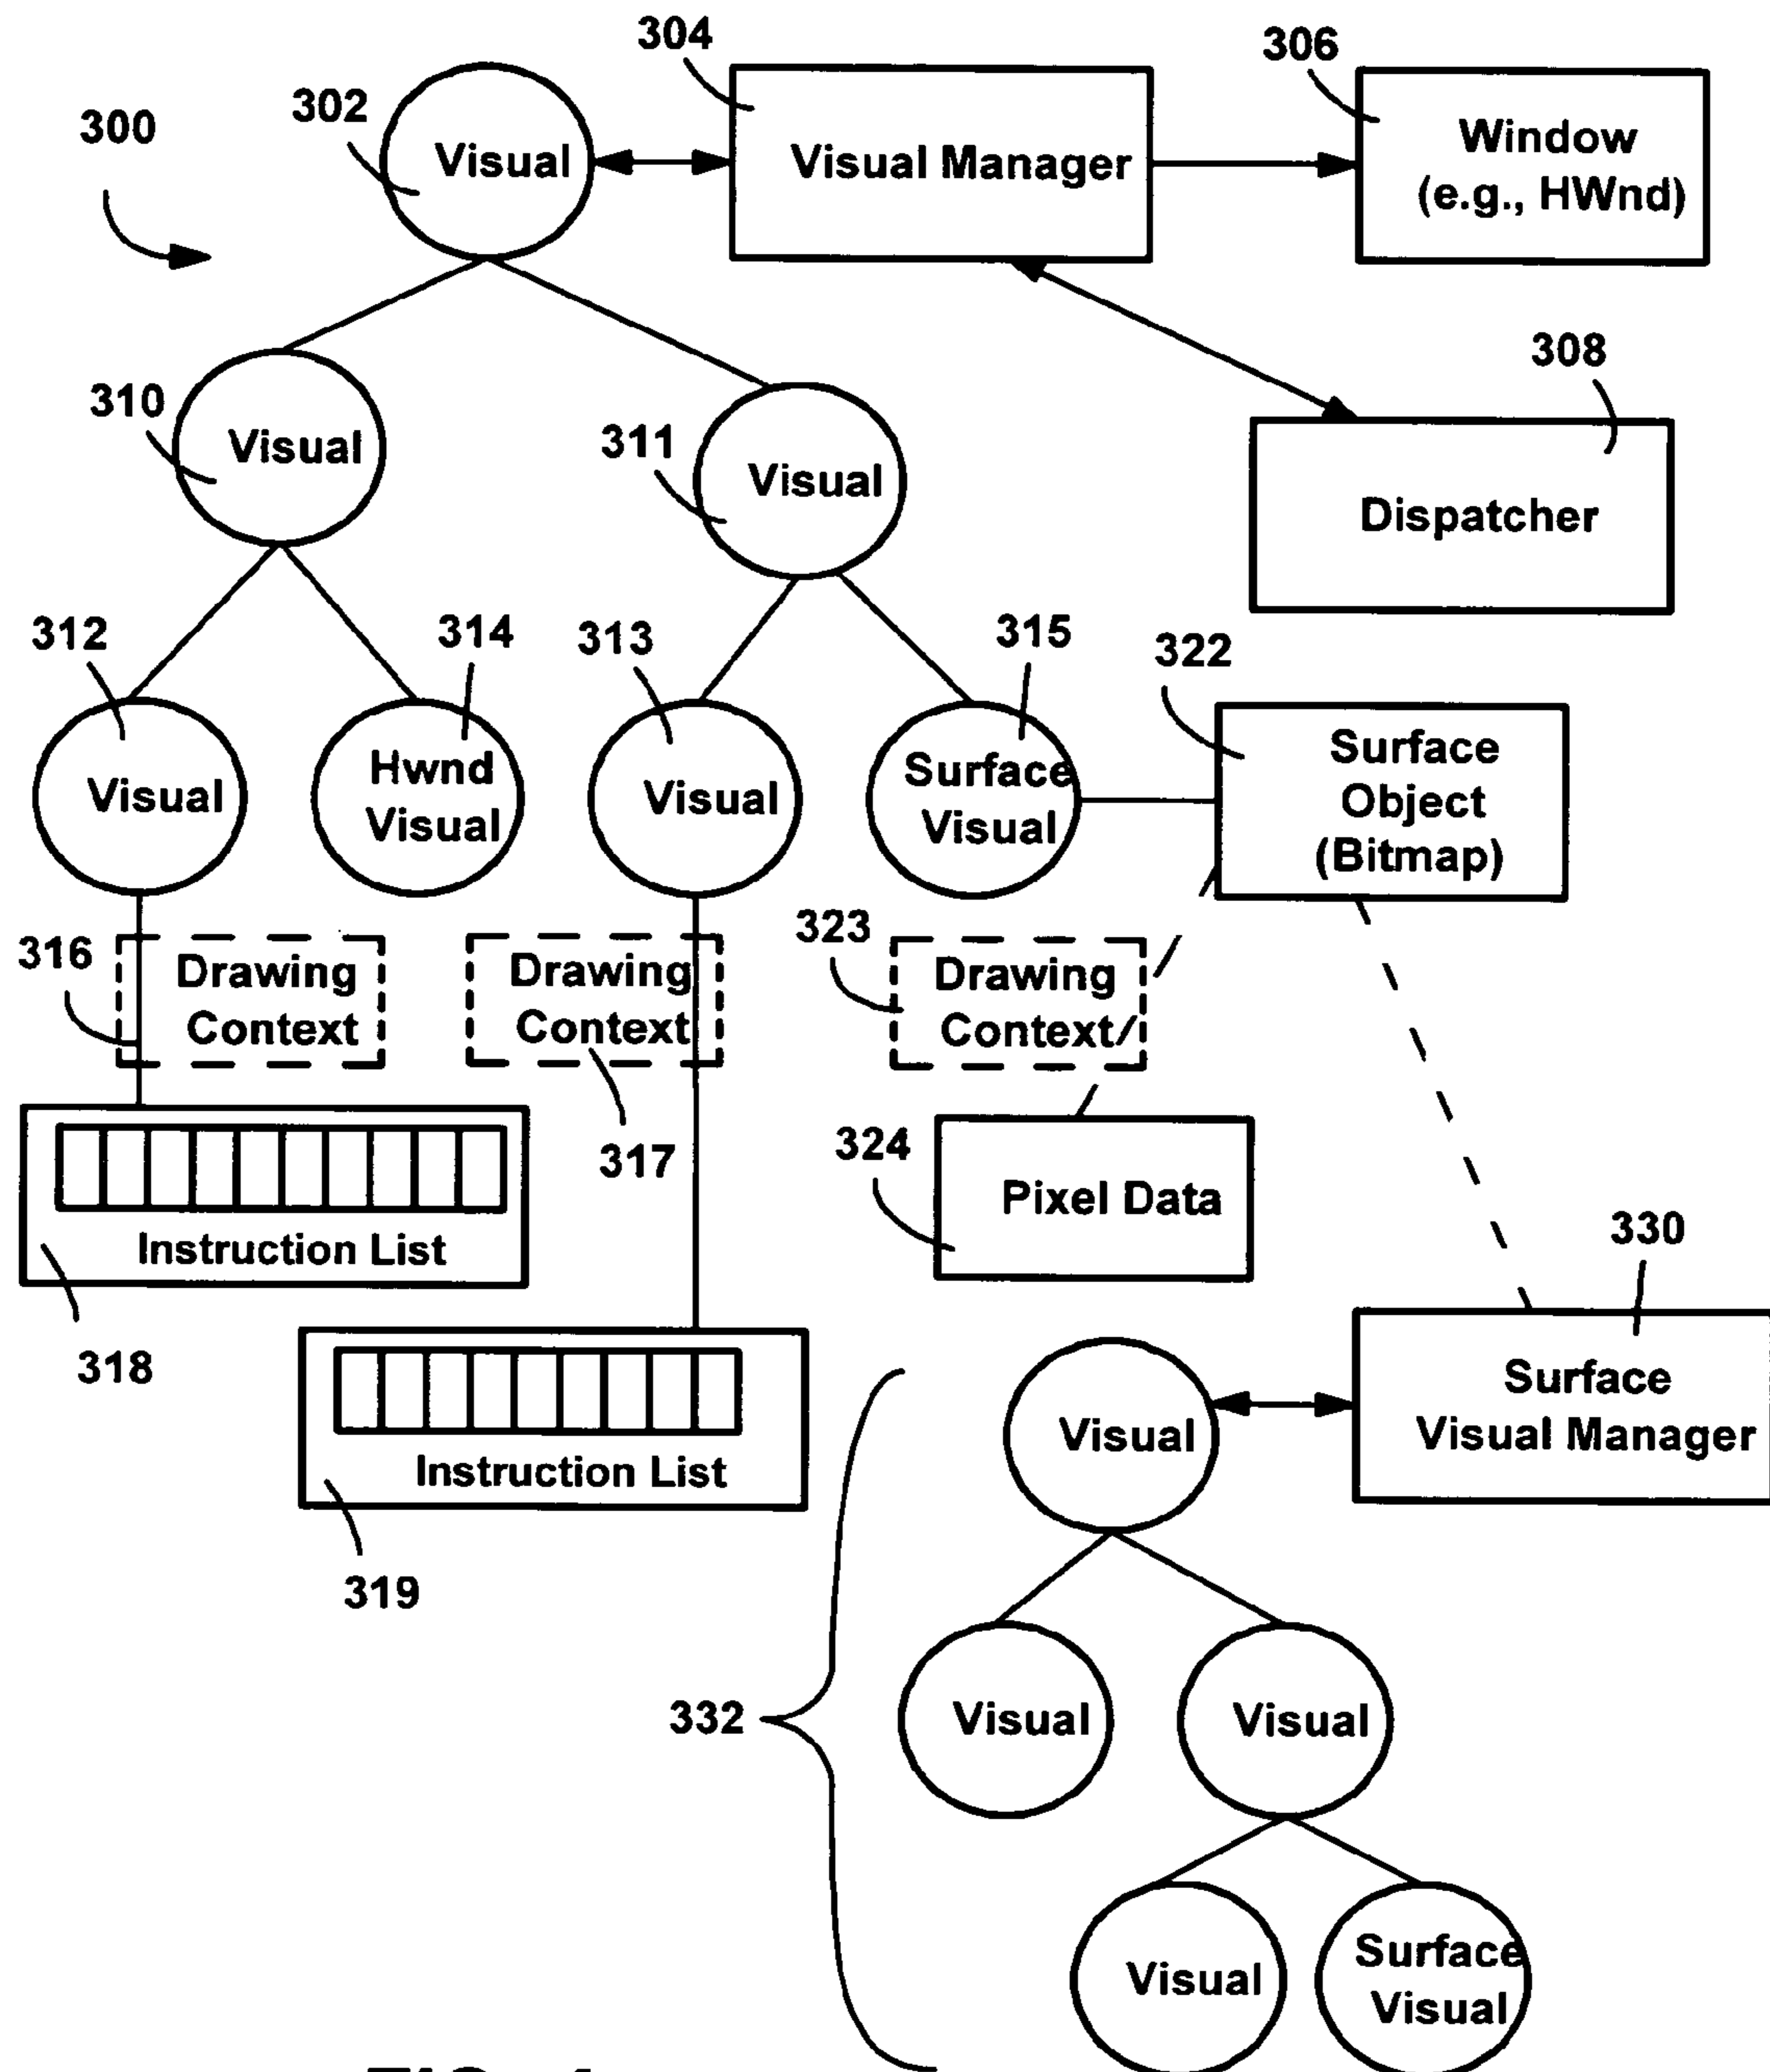 304
306
302
300
Visual
Visual Manager
Window
(e.g., HWnd)
308
310
Visual
311
Visual
Dispatcher
312
314
313
315
322
Visual
Hwnd
Visual
Visual
Surface
Visual
Surface
Object
(Bitmap)
316
Drawing
Context
Drawing
Context
323
Drawing
Context
317
324
Pixel Data
Instruction List
318
330
Instruction List
319
Visual
Surface
Visual Manager
332
Visual
Visual
Visual
Surface
Visual